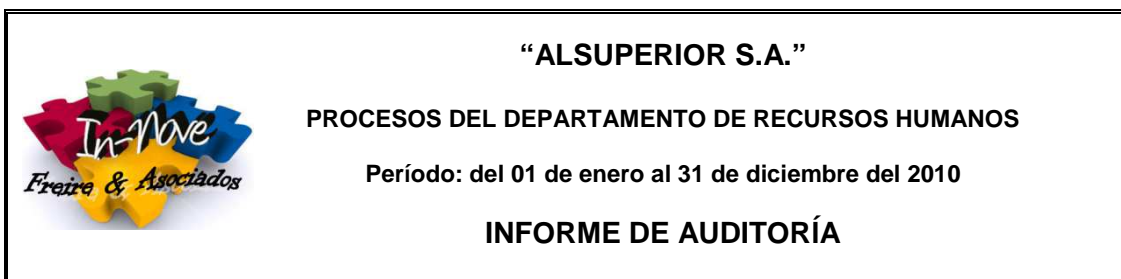 “ALSUPERIOR S.A.”
PROCESOS DEL DEPARTAMENTO DE RECURSOS HUMANOS
Período: del 01 de enero al 31 de diciembre del 2010
INFORME DE AUDITORÍA
In-Nove
Freire & Asociados